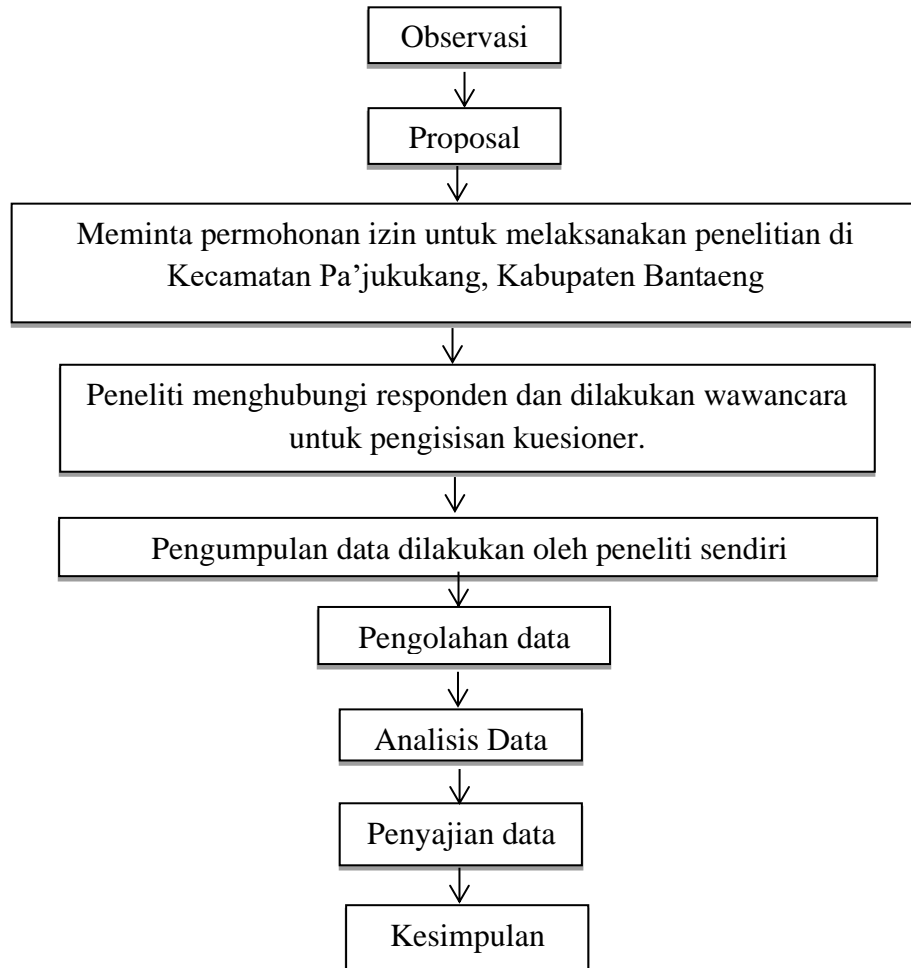 Observasi
Proposal
Meminta permohonan izin untuk melaksanakan penelitian di
Kecamatan Pa’jukukang, Kabupaten Bantaeng
Peneliti menghubungi responden dan dilakukan wawancara
untuk pengisisan kuesioner.
Pengumpulan data dilakukan oleh peneliti sendiri
Pengolahan data
Analisis Data
Penyajian data
Kesimpulan